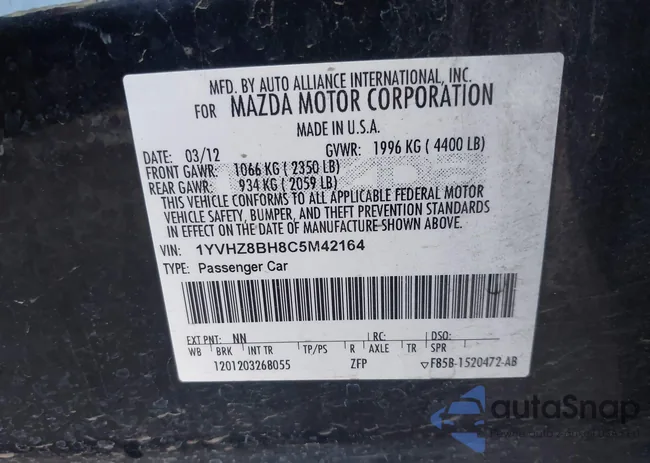 MFD. BY AUTO ALLIANCE INTERNATIONAL, INC.
FOR MAZDA MOTOR CORPORATION
MADE IN U.S.A.
DATE: 03/12 GVWR: 1996 KG ( 4400 LB)
FRONT GAWR: 1066 KG ( 2350 LB)
REAR GAWR: 934 KG ( 2059 LB)
THIS VEHICLE CONFORMS TO ALL APPLICABLE FEDERAL MOTOR
VEHICLE SAFETY, BUMPER, AND THEFT PREVENTION STANDARDS
IN EFFECT ON THE DATE OF MANUFACTURE SHOWN ABOVE.
VIN: 1YVHZ8BH8C5M42164
TYPE: Passenger Car
EXT PNT: NN RC: DSO:
WB BRK INT TR TP/PS R AXLE TR SPR
1201203268055 ZFP ▽F85B-1520472-AB
autoSnap